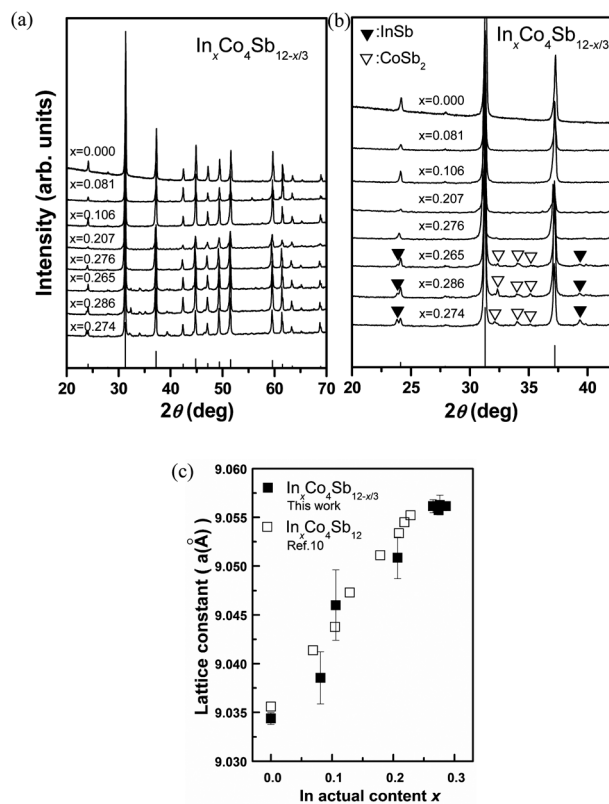 (a)
InₓCo₄Sb₁₂₋ₓ/₃
x=0.000
x=0.081
x=0.106
x=0.207
x=0.276
x=0.265
x=0.286
x=0.274
Intensity (arb. units)
20 30 40 50 60 70
2θ (deg)
(b)
▼:InSb
▽:CoSb₂
InₓCo₄Sb₁₂₋ₓ/₃
x=0.000
x=0.081
x=0.106
x=0.207
x=0.276
x=0.265
x=0.286
x=0.274
20 25 30 35 40
2θ (deg)
(c)
9.060
9.055
9.050
9.045
9.040
9.035
9.030
Lattice constant ( a(Å) )
■ InₓCo₄Sb₁₂₋ₓ/₃
This work
□ InₓCo₄Sb₁₂
Ref.10
0.0 0.1 0.2 0.3
In actual content x